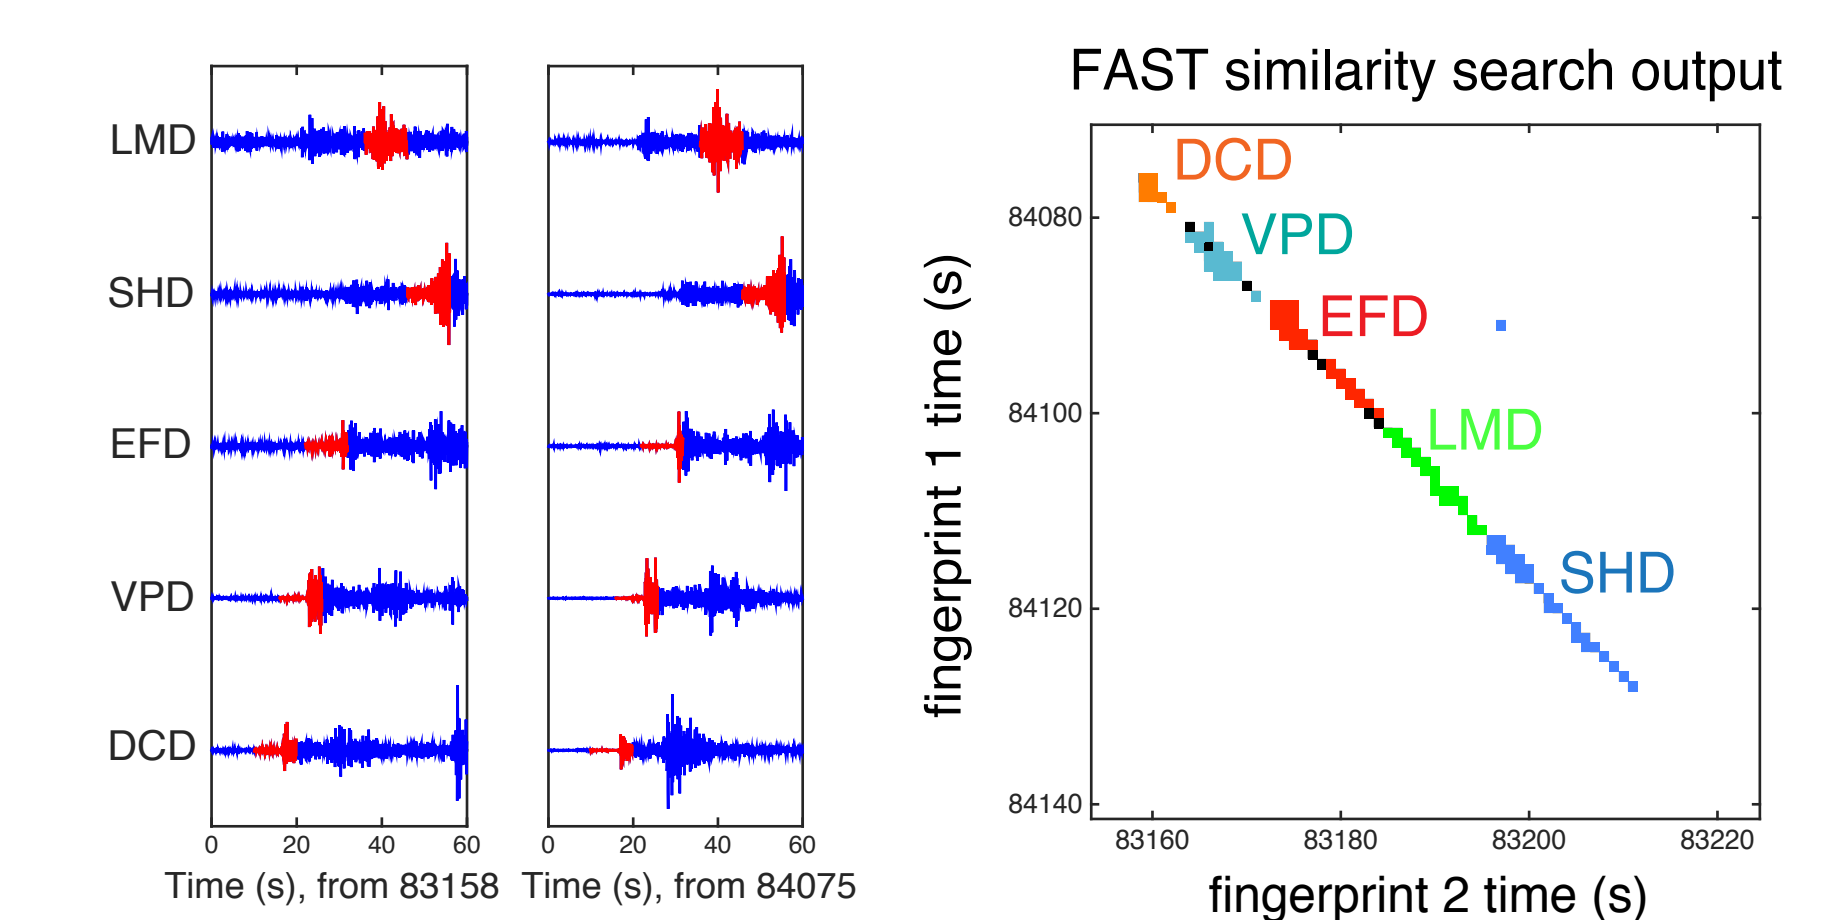 LMD
SHD
EFD
VPD
DCD
0 20 40 60
Time (s), from 83158
0 20 40 60
Time (s), from 84075
FAST similarity search output
DCD
VPD
EFD
LMD
SHD
84080
84100
84120
84140
fingerprint 1 time (s)
83160 83180 83200 83220
fingerprint 2 time (s)